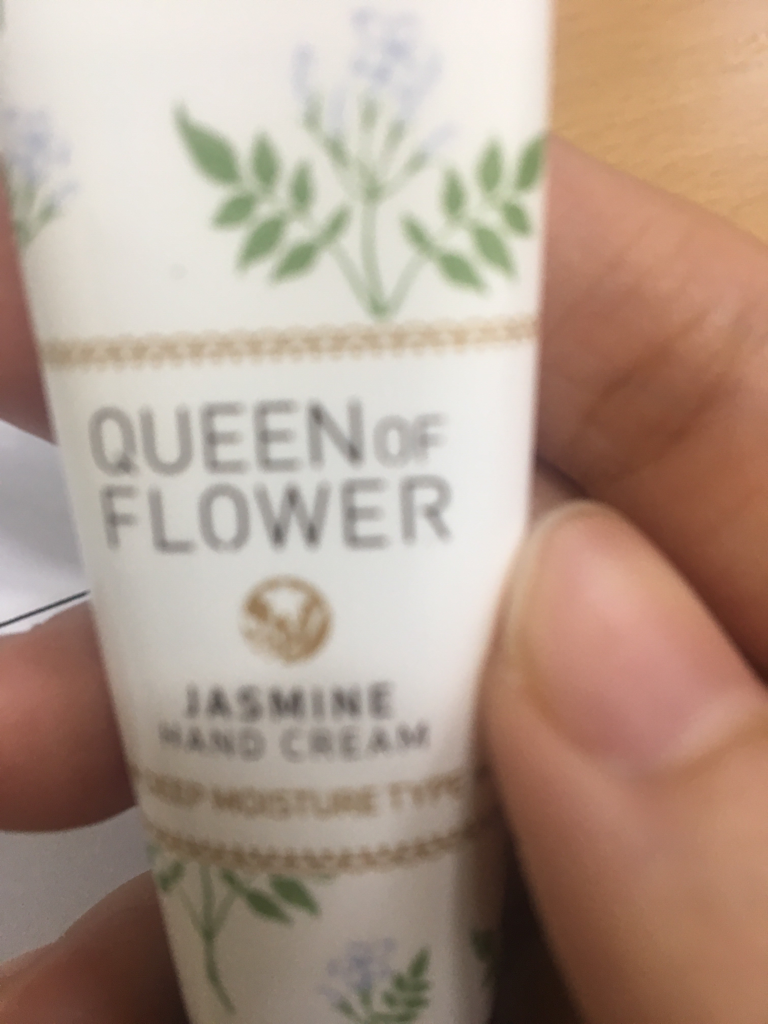 QUEEN OF
FLOWER
JASMINE
HAND CREAM
DEEP MOISTURE TYPE